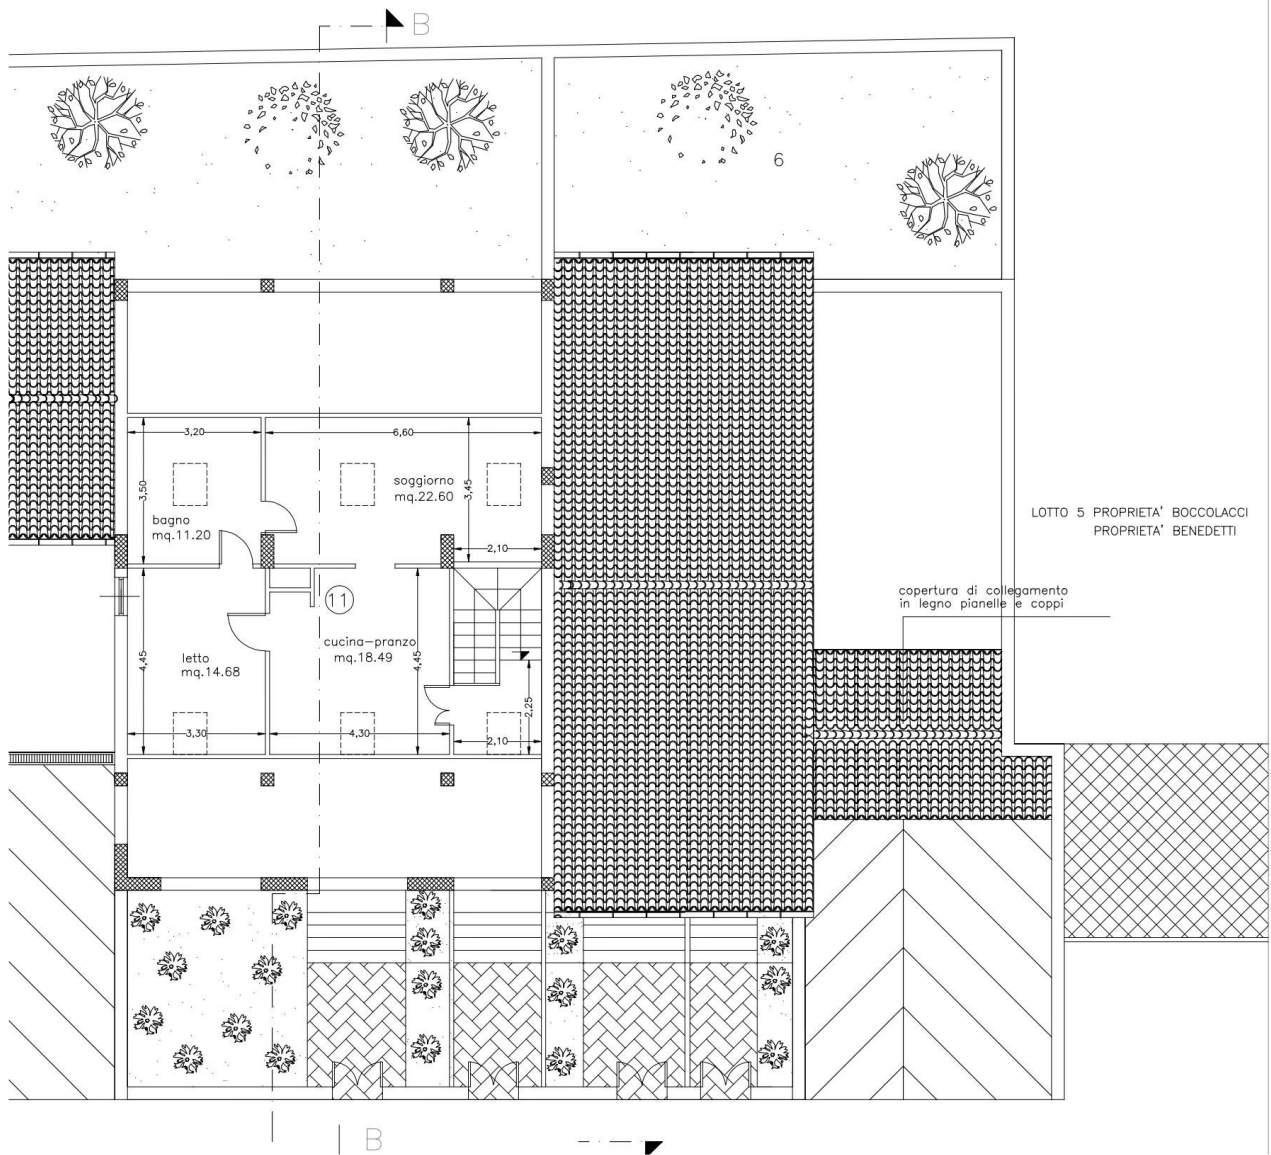 B
6
3,20
6,60
soggiorno
mq.22.60
3,45
3,50
bagno
mq.11.20
2,10
LOTTO 5 PROPRIETA' BOCCOLACCI
PROPRIETA' BENEDETTI
copertura di collegamento
in legno pianelle e coppi
11
cucina-pranzo
mq.18.49
letto
mq.14.68
4,45
4,45
2,25
3,30
4,30
2,10
B